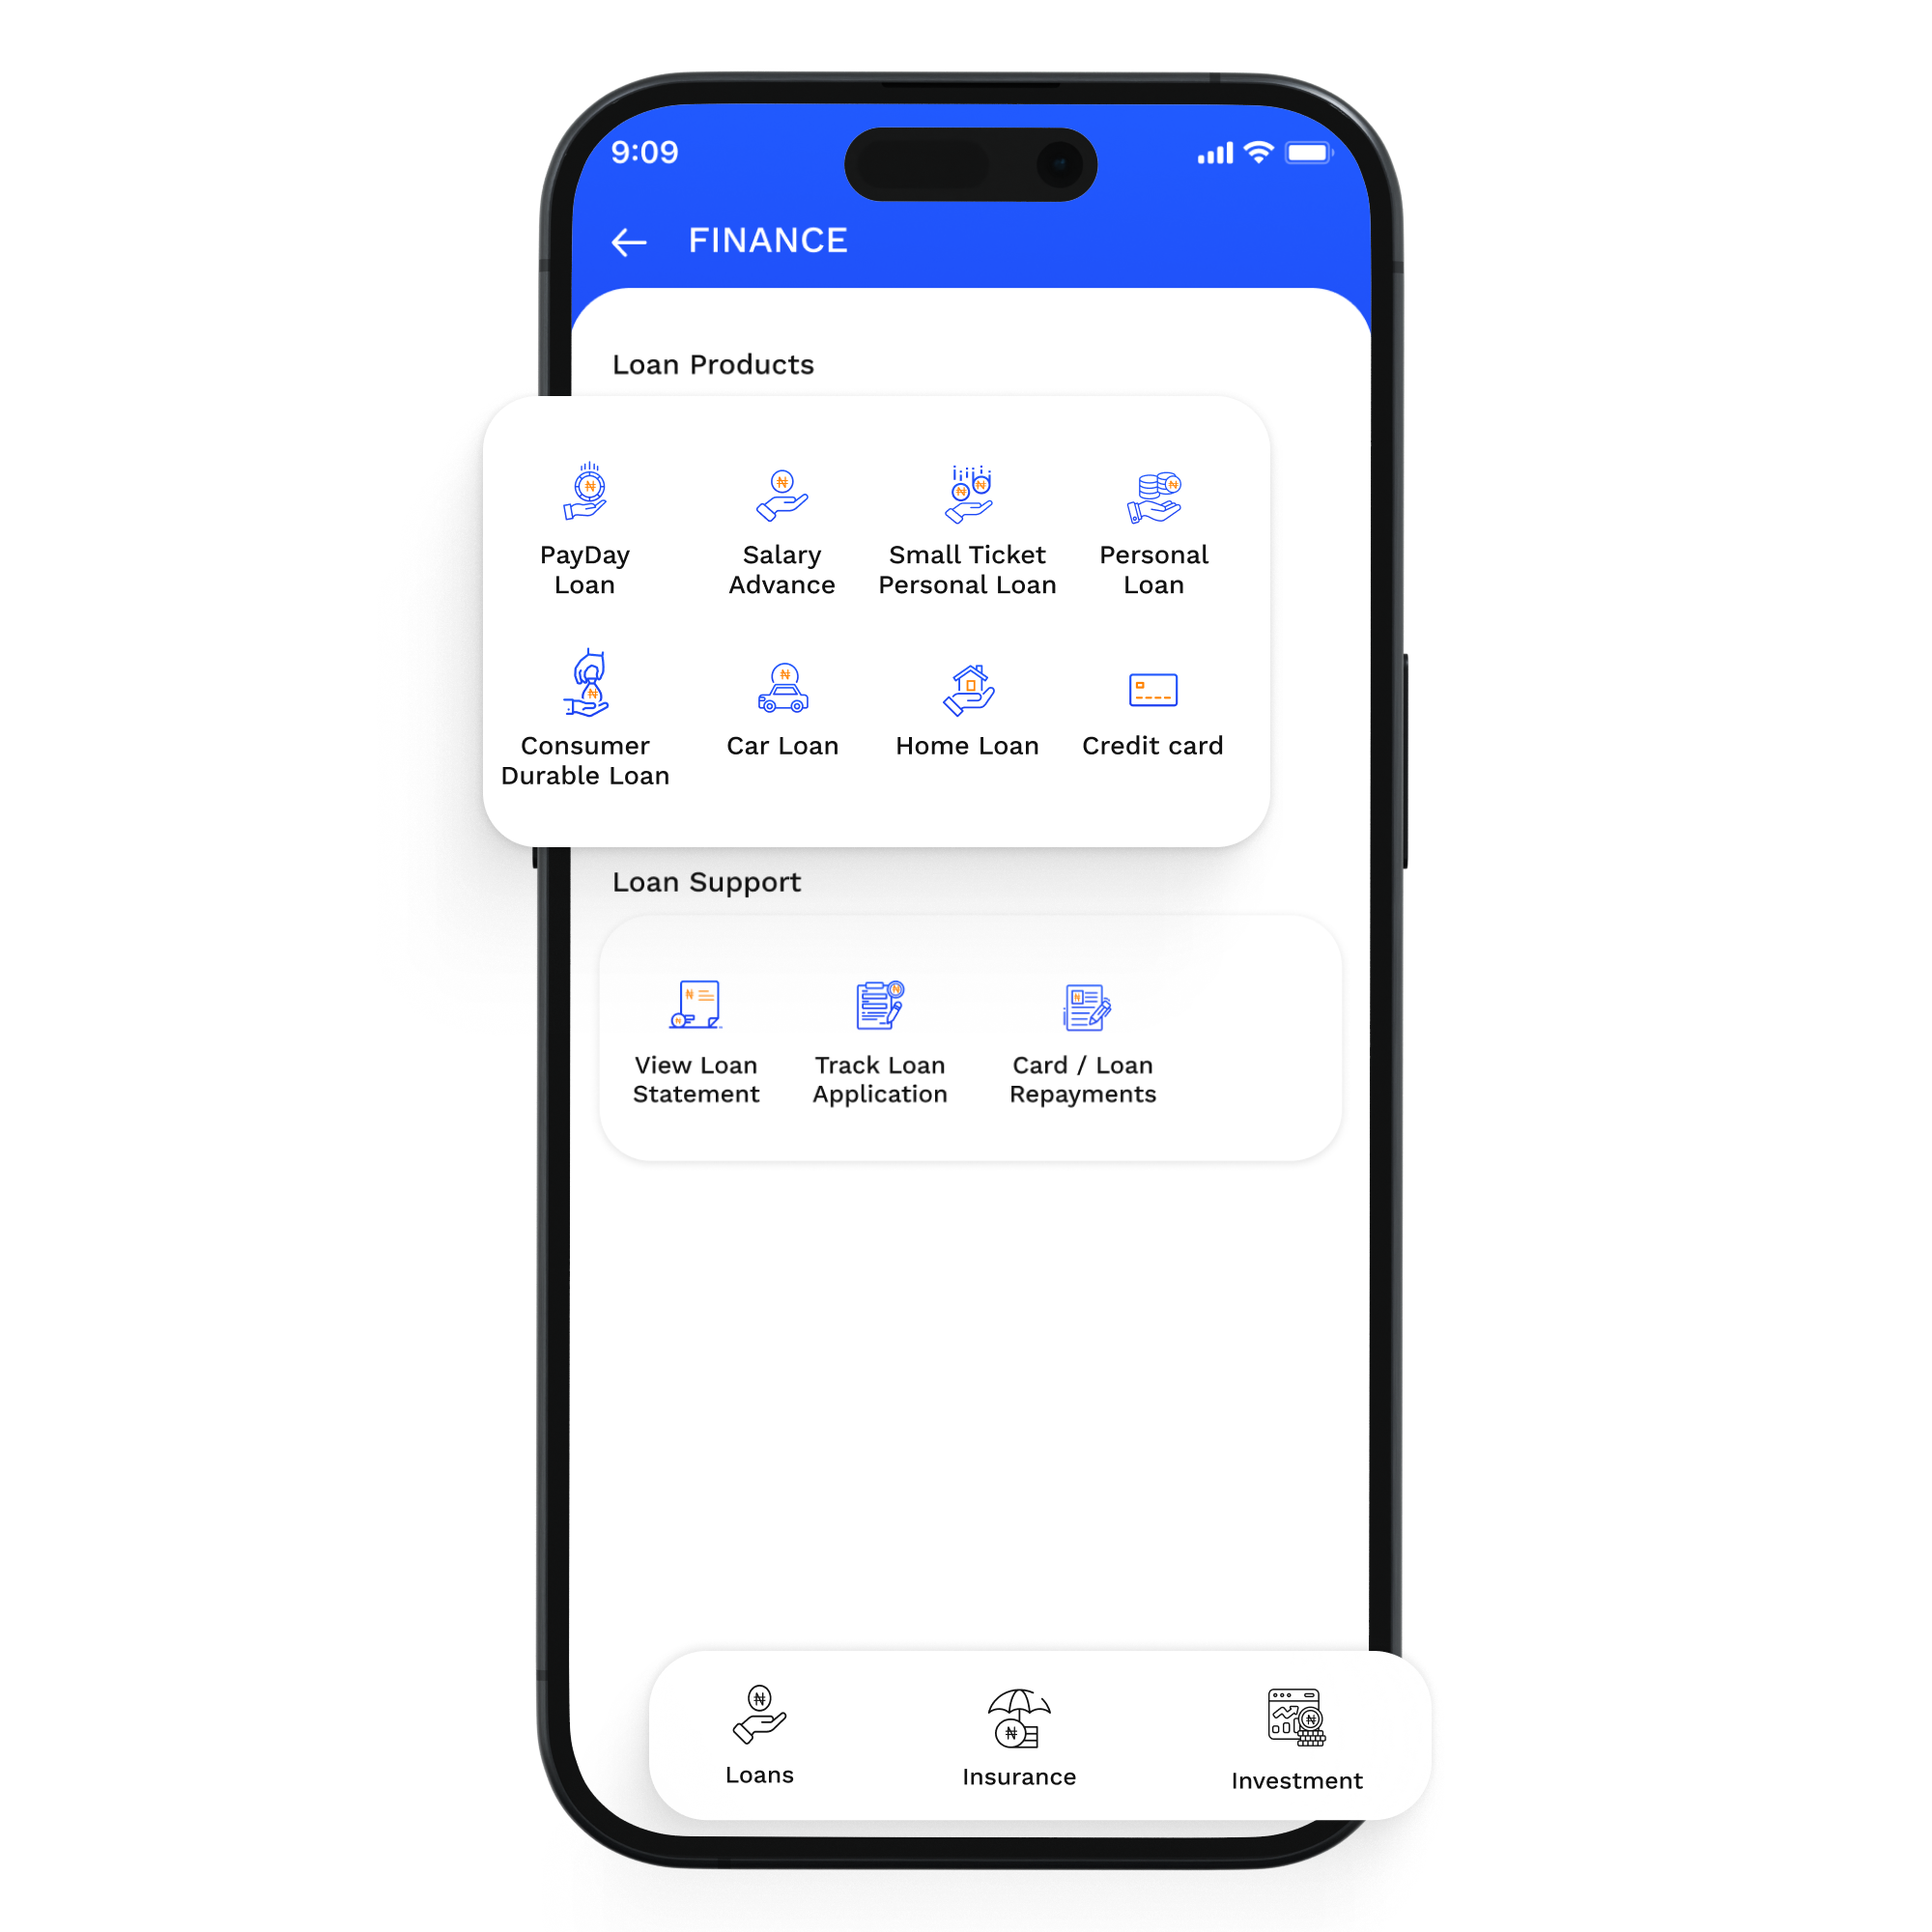 9:09
FINANCE
Loan Products
PayDay
Loan
Salary
Advance
Small Ticket
Personal Loan
Personal
Loan
Consumer
Durable Loan
Car Loan
Home Loan
Credit card
Loan Support
View Loan
Statement
Track Loan
Application
Card / Loan
Repayments
Loans
Insurance
Investment